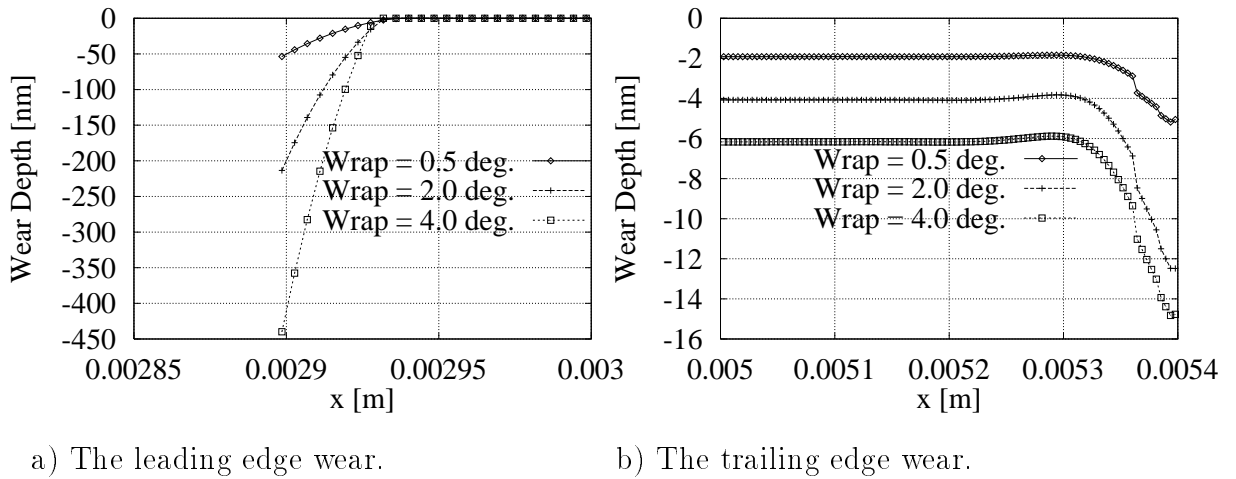 0
-50
-100
-150
-200
-250
-300
-350
-400
-450
Wear Depth [nm]
Wrap = 0.5 deg.
Wrap = 2.0 deg.
Wrap = 4.0 deg.
0.00285
0.0029
0.00295
0.003
x [m]
a) The leading edge wear.
0
-2
-4
-6
-8
-10
-12
-14
-16
Wear Depth [nm]
Wrap = 0.5 deg.
Wrap = 2.0 deg.
Wrap = 4.0 deg.
0.005
0.0051
0.0052
0.0053
0.0054
x [m]
b) The trailing edge wear.